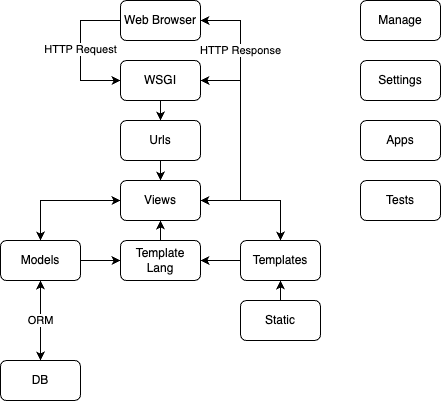 Web Browser
Manage
HTTP Request
HTTP Response
WSGI
Settings
Urls
Apps
Views
Tests
Models
Template
Lang
Templates
ORM
Static
DB